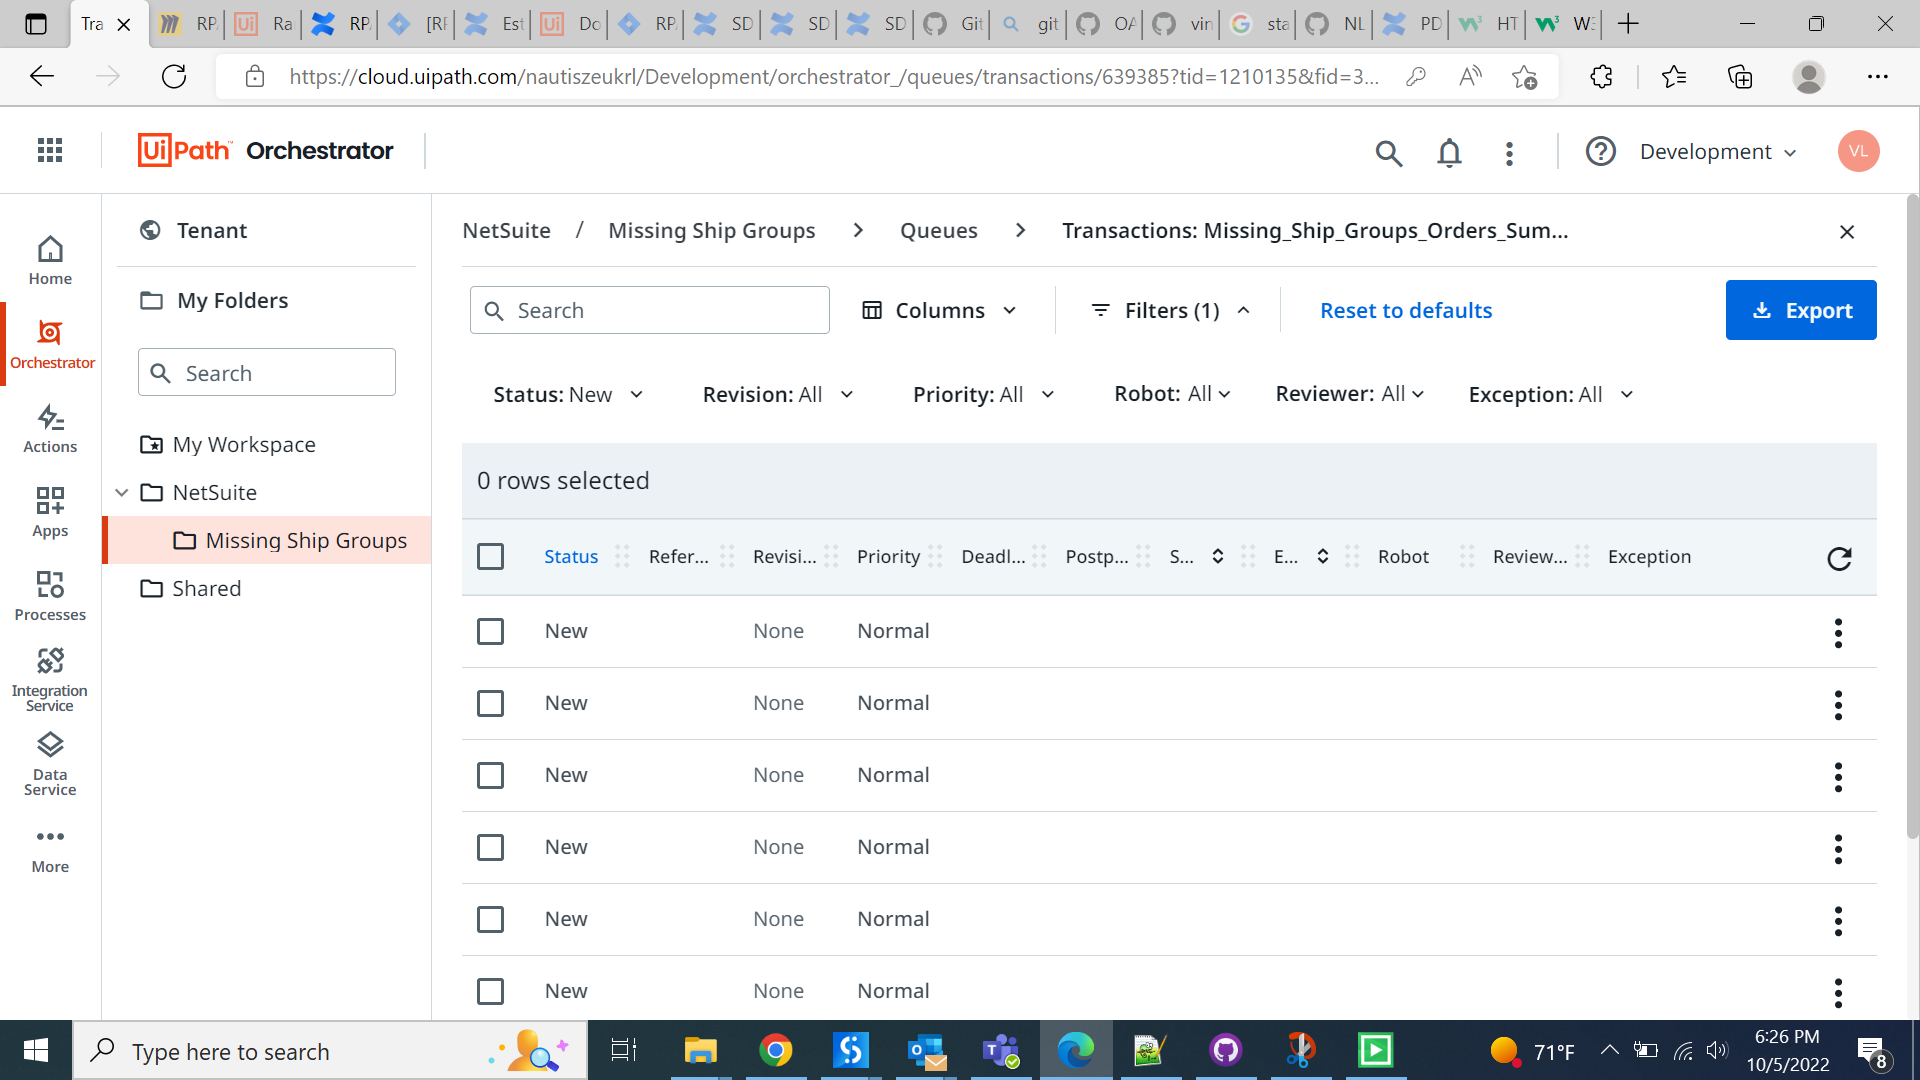 Tra
RP
Ra
RP
[RP
Est
Do
RP
SD
SD
SD
Git
git
OA
vin
sta
NL
PD
HT
W3
https://cloud.uipath.com/nautiszeukrl/Development/orchestrator_/queues/transactions/639385?tid=1210135&fid=3...
UiPath™ Orchestrator
Development
VL
Home
Orchestrator
Actions
Apps
Processes
Integration
Service
Data
Service
More
Tenant
My Folders
Search
My Workspace
NetSuite
Missing Ship Groups
Shared
NetSuite / Missing Ship Groups > Queues > Transactions: Missing_Ship_Groups_Orders_Sum...
Search Columns Filters (1) Reset to defaults Export
Status: New Revision: All Priority: All Robot: All Reviewer: All Exception: All
0 rows selected
Status Refer... Revisi... Priority Deadl... Postp... S... E... Robot Review... Exception
New None Normal
New None Normal
New None Normal
New None Normal
New None Normal
New None Normal
Type here to search
71°F
6:26 PM
10/5/2022
8